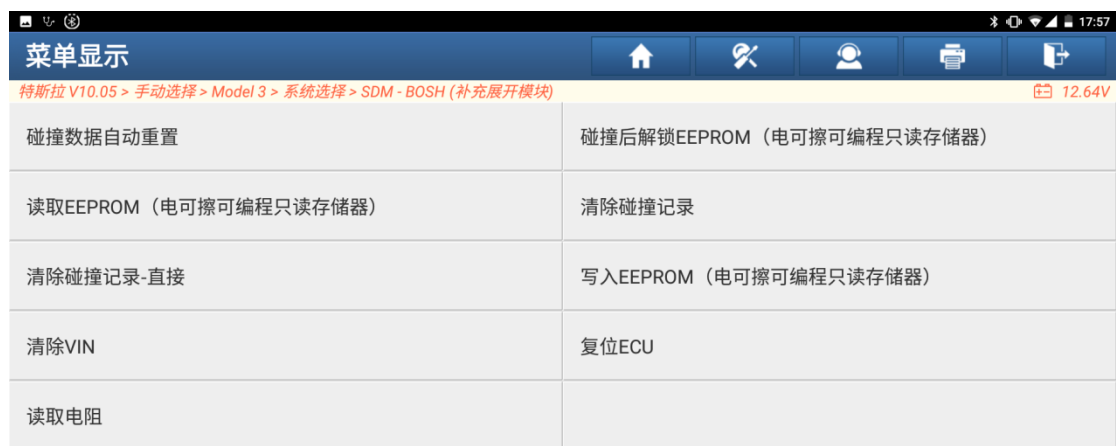 17:57
菜单显示
特斯拉 V10.05 > 手动选择 > Model 3 > 系统选择 > SDM - BOSH (补充展开模块)
12.64V
碰撞数据自动重置
碰撞后解锁EEPROM（电可擦可编程只读存储器）
读取EEPROM（电可擦可编程只读存储器）
清除碰撞记录
清除碰撞记录-直接
写入EEPROM（电可擦可编程只读存储器）
清除VIN
复位ECU
读取电阻